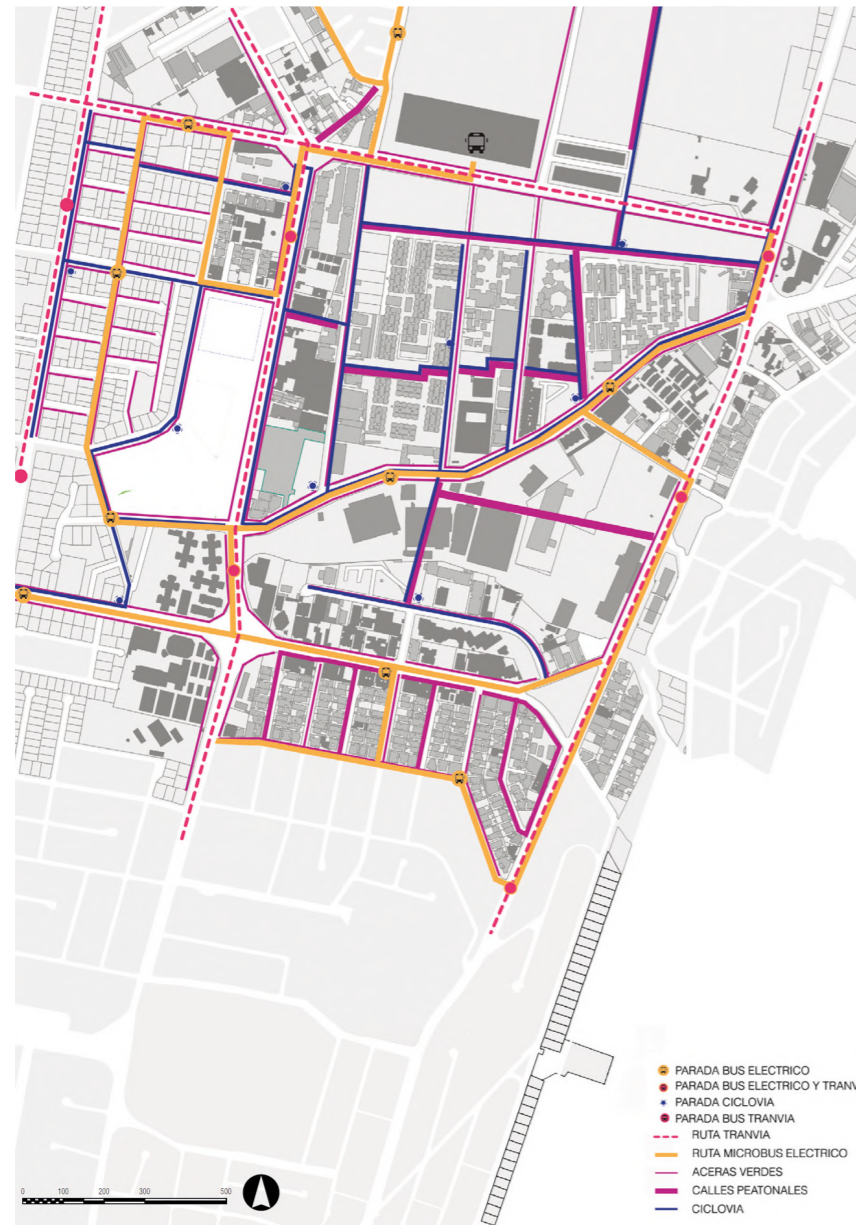 PARADA BUS ELECTRICO
PARADA BUS ELECTRICO Y TRANV
PARADA CICLOVIA
PARADA BUS TRANVIA
RUTA TRANVIA
RUTA MICROBUS ELECTRICO
ACERAS VERDES
CALLES PEATONALES
CICLOVIA
0 100 200 300 500